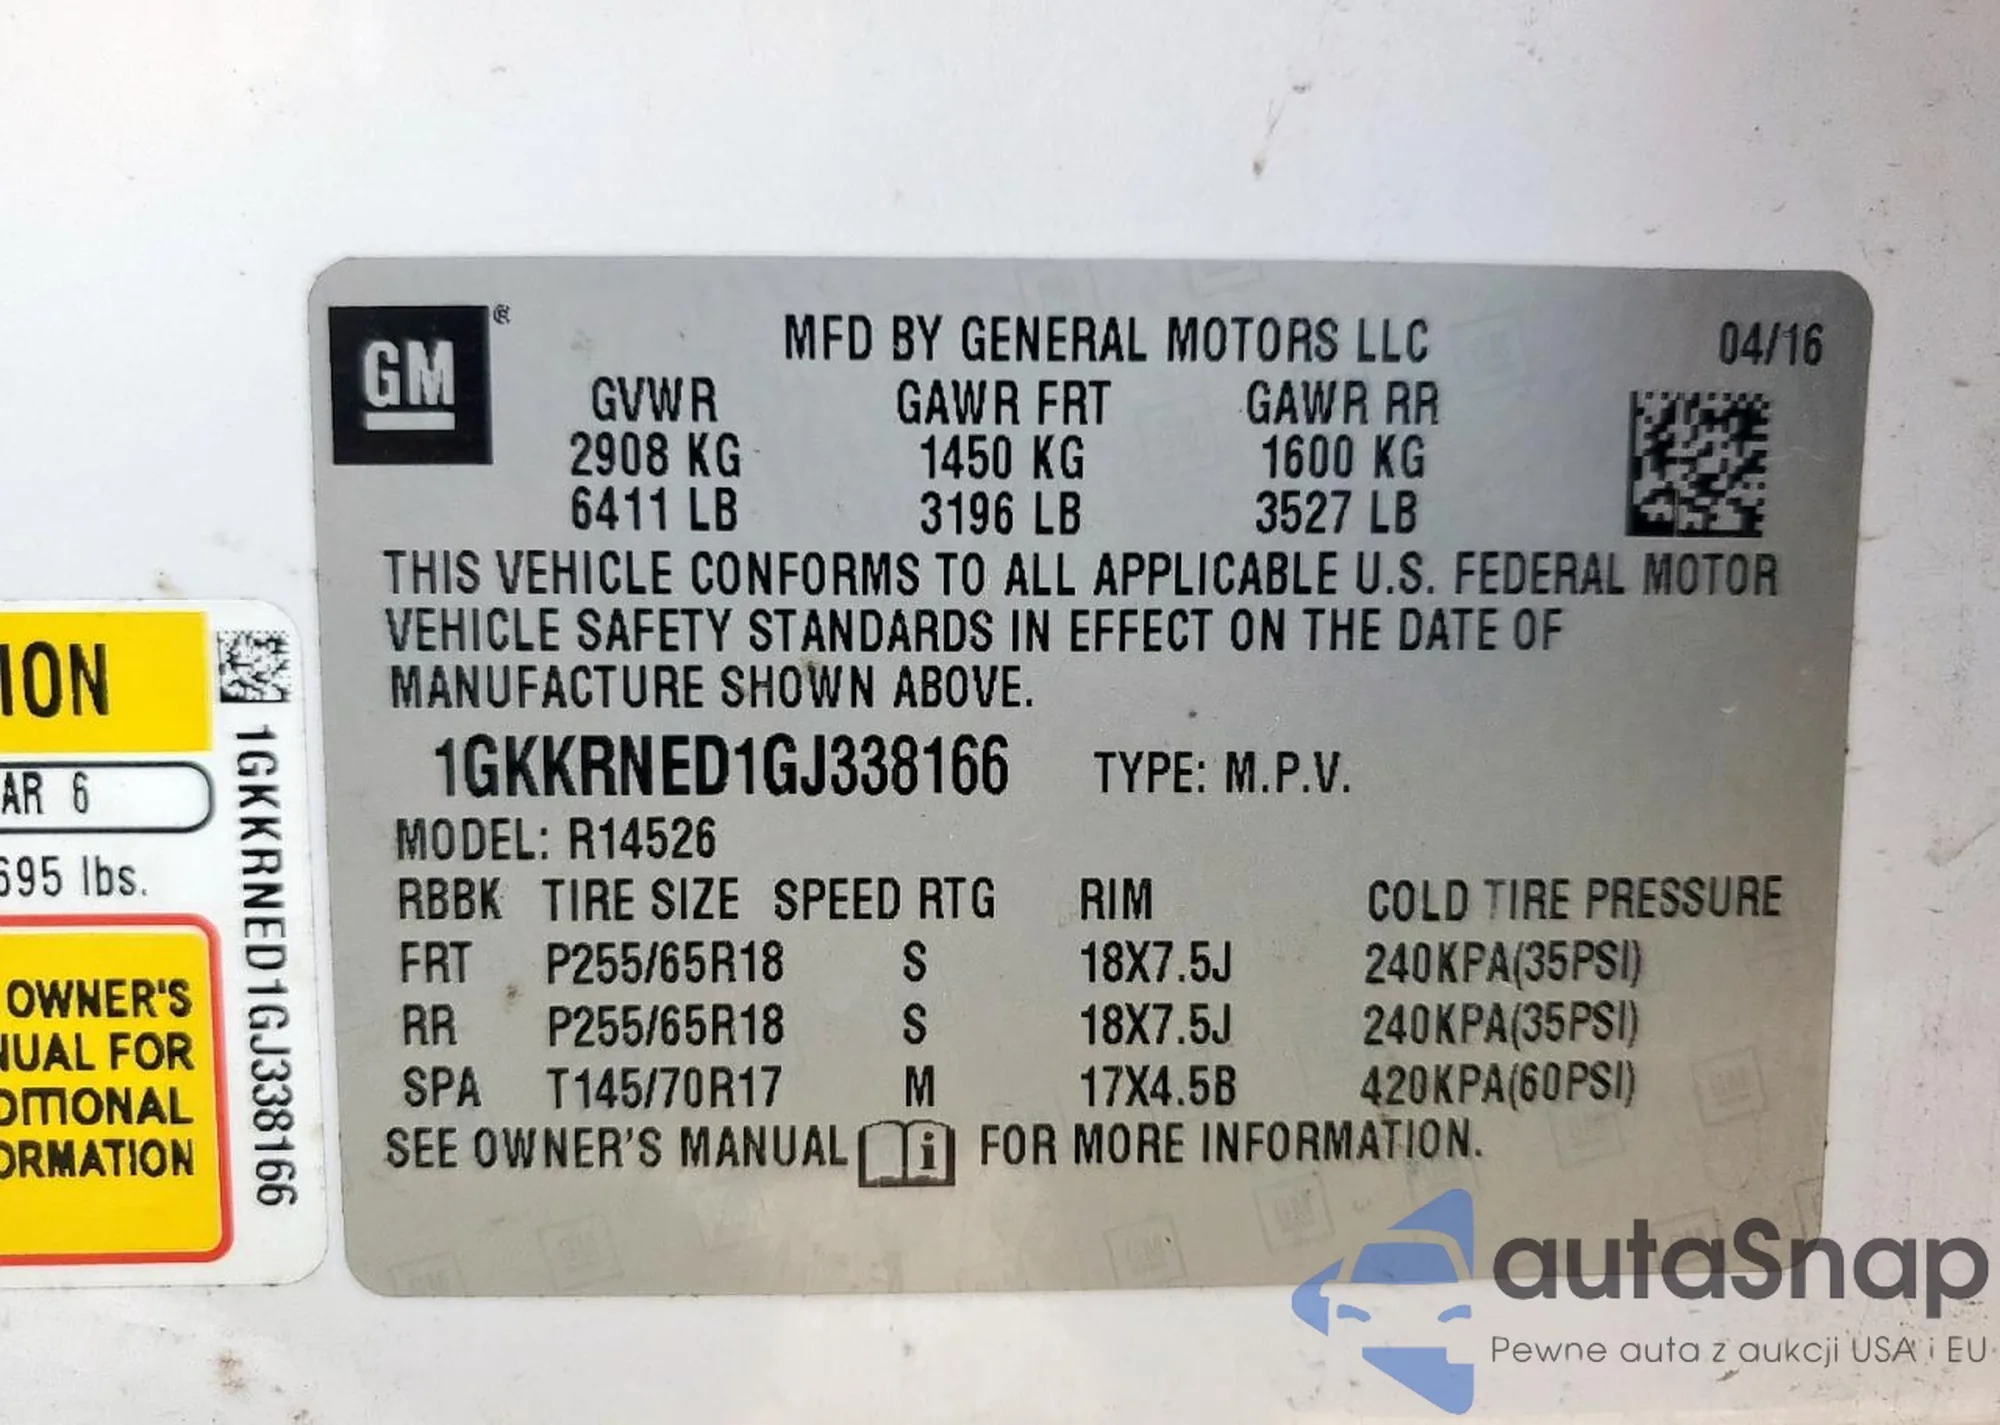 GM
®
MFD BY GENERAL MOTORS LLC 04/16
GVWR GAWR FRT GAWR RR
2908 KG 1450 KG 1600 KG
6411 LB 3196 LB 3527 LB
THIS VEHICLE CONFORMS TO ALL APPLICABLE U.S. FEDERAL MOTOR
VEHICLE SAFETY STANDARDS IN EFFECT ON THE DATE OF
MANUFACTURE SHOWN ABOVE.
1GKKRNED1GJ338166 TYPE: M.P.V.
MODEL: R14526
RBBK TIRE SIZE SPEED RTG RIM COLD TIRE PRESSURE
FRT P255/65R18 S 18X7.5J 240KPA(35PSI)
RR P255/65R18 S 18X7.5J 240KPA(35PSI)
SPA T145/70R17 M 17X4.5B 420KPA(60PSI)
SEE OWNER'S MANUAL i FOR MORE INFORMATION.
ION
AR 6
695 lbs.
OWNER'S
NUAL FOR
DITIONAL
ORMATION
1GKKRNED1GJ338166
autaSnap
Pewne auta z aukcji USA i EU